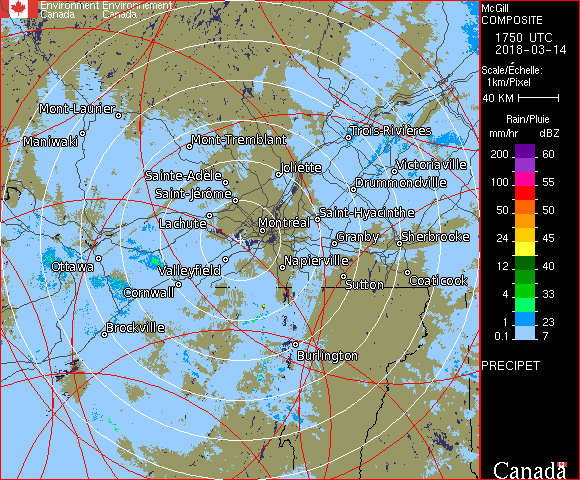 Environment Environnement
Canada Canada
McGill
COMPOSITE
1750 UTC
2018-03-14
Scale/Échelle:
1km/Pixel
40 KM
Rain/Pluie
mm/hr dBZ
200 60
100 55
50 50
24 45
12 40
4 33
1 23
0.1 7
PRECIPET
Canada
Mont-Laurier
Maniwaki
Mont-Tremblant
Trois-Rivières
Joliette
Victoriaville
Sainte-Adèle
Drummondville
Saint-Jérôme
Saint-Hyacinthe
Lachute
Montréal
Granby
Sherbrooke
Ottawa
Valleyfield
Napierville
Cornwall
Sutton
Coaticook
Brockville
Burlington